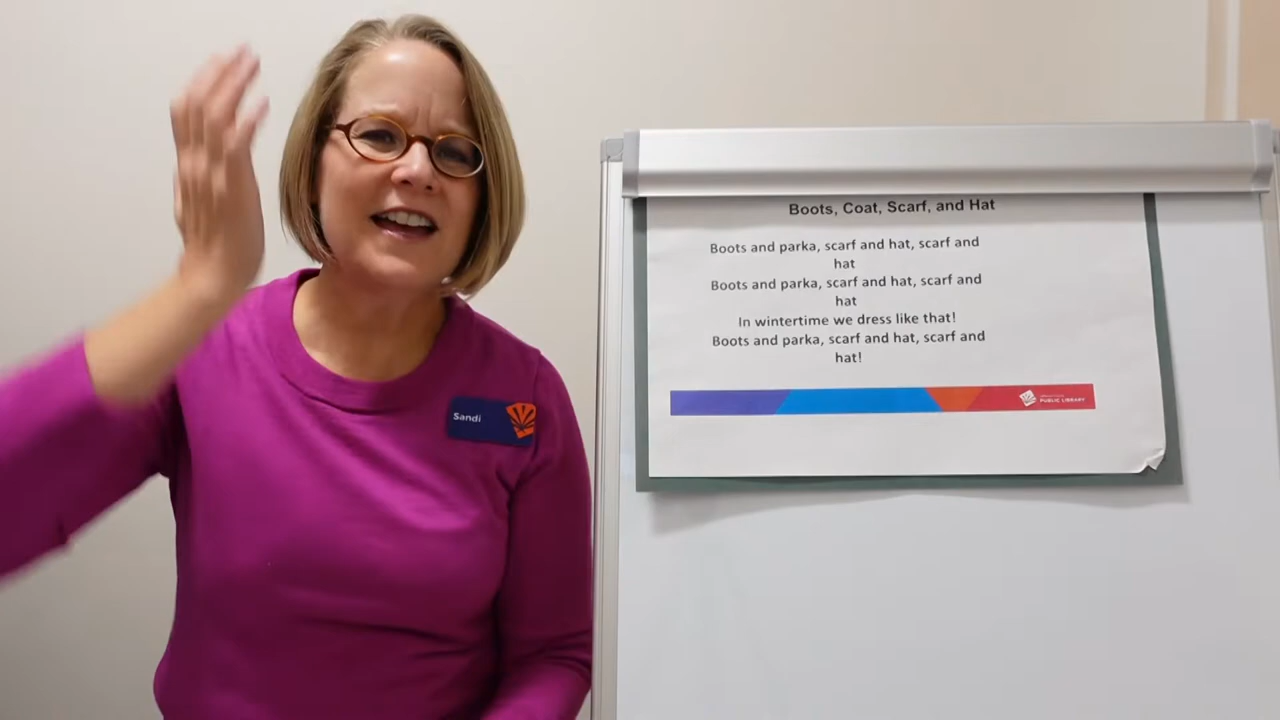 Boots, Coat, Scarf, and Hat
Boots and parka, scarf and hat, scarf and
hat
Boots and parka, scarf and hat, scarf and
hat
In wintertime we dress like that!
Boots and parka, scarf and hat, scarf and
hat!
PUBLIC LIBRARY
Sandi